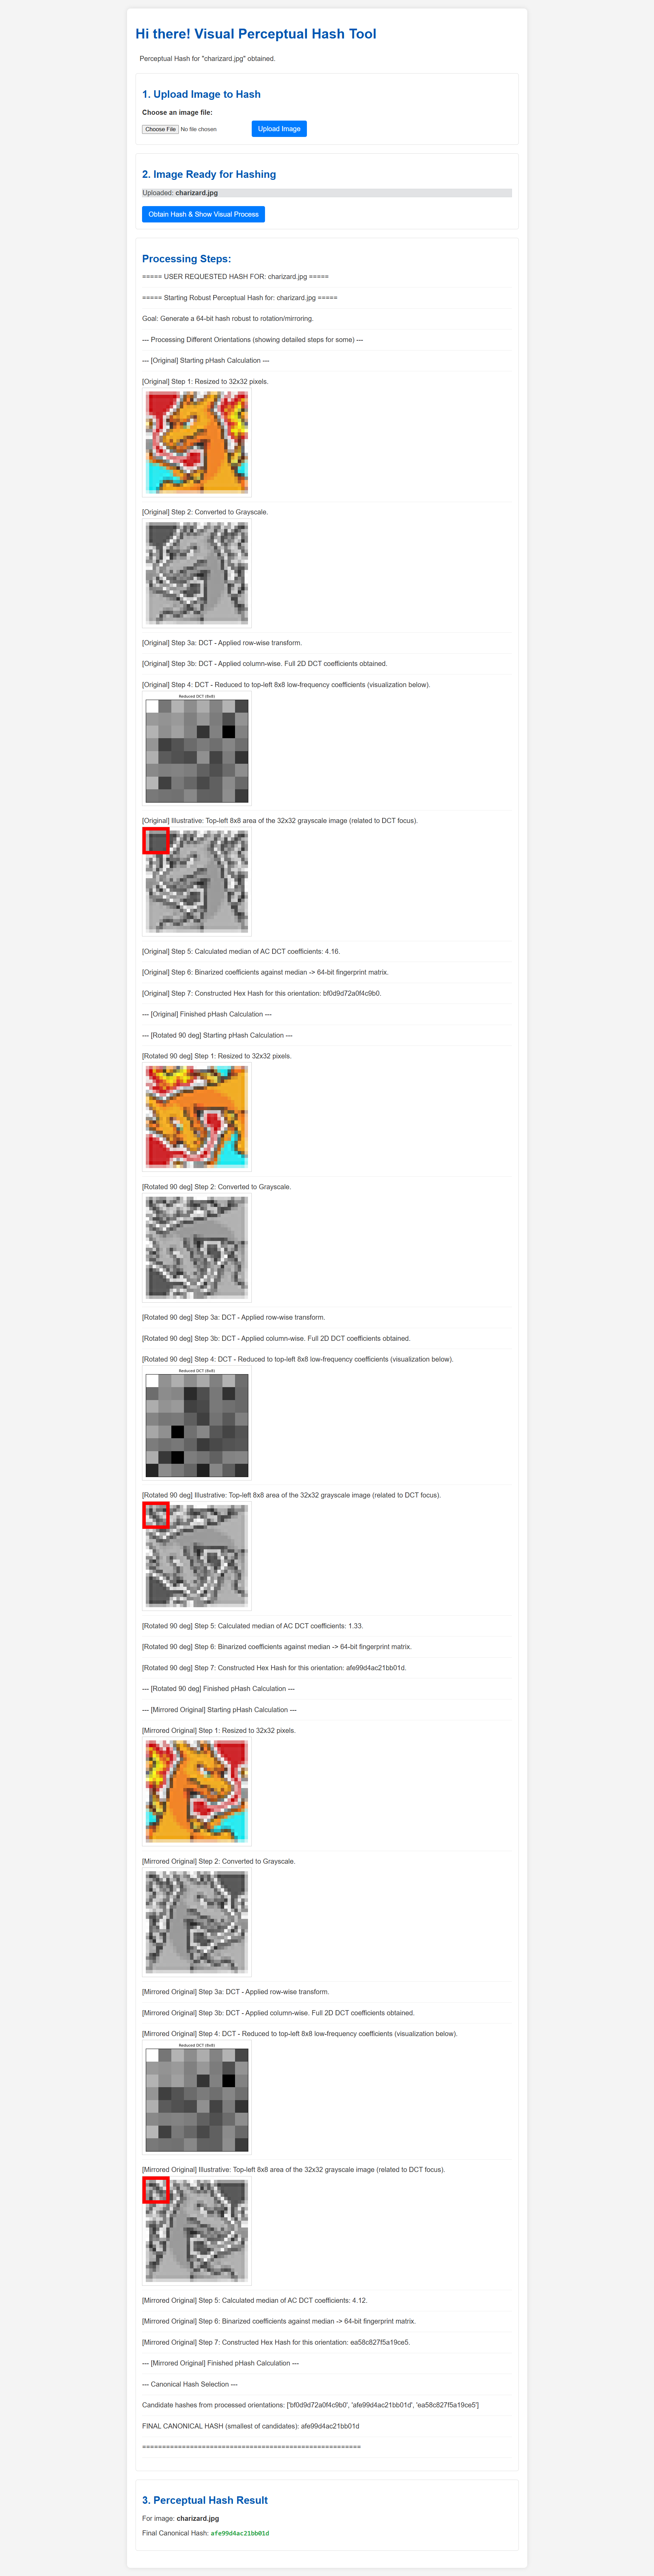 Hi there! Visual Perceptual Hash Tool
Perceptual Hash for "charizard.jpg" obtained.
1. Upload Image to Hash
Choose an image file:
Choose File No file chosen Upload Image
2. Image Ready for Hashing
Uploaded: charizard.jpg
Obtain Hash & Show Visual Process
Processing Steps:
===== USER REQUESTED HASH FOR: charizard.jpg =====
===== Starting Robust Perceptual Hash for: charizard.jpg =====
Goal: Generate a 64-bit hash robust to rotation/mirroring.
--- Processing Different Orientations (showing detailed steps for some) ---
--- [Original] Starting pHash Calculation ---
[Original] Step 1: Resized to 32x32 pixels.
[Original] Step 2: Converted to Grayscale.
[Original] Step 3a: DCT - Applied row-wise transform.
[Original] Step 3b: DCT - Applied column-wise. Full 2D DCT coefficients obtained.
[Original] Step 4: DCT - Reduced to top-left 8x8 low-frequency coefficients (visualization below).
Reduced DCT (8x8)
[Original] Illustrative: Top-left 8x8 area of the 32x32 grayscale image (related to DCT focus).
[Original] Step 5: Calculated median of AC DCT coefficients: 4.16.
[Original] Step 6: Binarized coefficients against median -> 64-bit fingerprint matrix.
[Original] Step 7: Constructed Hex Hash for this orientation: bf0d9d72a0f4c9b0.
--- [Original] Finished pHash Calculation ---
--- [Rotated 90 deg] Starting pHash Calculation ---
[Rotated 90 deg] Step 1: Resized to 32x32 pixels.
[Rotated 90 deg] Step 2: Converted to Grayscale.
[Rotated 90 deg] Step 3a: DCT - Applied row-wise transform.
[Rotated 90 deg] Step 3b: DCT - Applied column-wise. Full 2D DCT coefficients obtained.
[Rotated 90 deg] Step 4: DCT - Reduced to top-left 8x8 low-frequency coefficients (visualization below).
Reduced DCT (8x8)
[Rotated 90 deg] Illustrative: Top-left 8x8 area of the 32x32 grayscale image (related to DCT focus).
[Rotated 90 deg] Step 5: Calculated median of AC DCT coefficients: 1.33.
[Rotated 90 deg] Step 6: Binarized coefficients against median -> 64-bit fingerprint matrix.
[Rotated 90 deg] Step 7: Constructed Hex Hash for this orientation: afe99d4ac21bb01d.
--- [Rotated 90 deg] Finished pHash Calculation ---
--- [Mirrored Original] Starting pHash Calculation ---
[Mirrored Original] Step 1: Resized to 32x32 pixels.
[Mirrored Original] Step 2: Converted to Grayscale.
[Mirrored Original] Step 3a: DCT - Applied row-wise transform.
[Mirrored Original] Step 3b: DCT - Applied column-wise. Full 2D DCT coefficients obtained.
[Mirrored Original] Step 4: DCT - Reduced to top-left 8x8 low-frequency coefficients (visualization below).
Reduced DCT (8x8)
[Mirrored Original] Illustrative: Top-left 8x8 area of the 32x32 grayscale image (related to DCT focus).
[Mirrored Original] Step 5: Calculated median of AC DCT coefficients: 4.12.
[Mirrored Original] Step 6: Binarized coefficients against median -> 64-bit fingerprint matrix.
[Mirrored Original] Step 7: Constructed Hex Hash for this orientation: ea58c827f5a19ce5.
--- [Mirrored Original] Finished pHash Calculation ---
--- Canonical Hash Selection ---
Candidate hashes from processed orientations: ['bf0d9d72a0f4c9b0', 'afe99d4ac21bb01d', 'ea58c827f5a19ce5']
FINAL CANONICAL HASH (smallest of candidates): afe99d4ac21bb01d
=======================================================
3. Perceptual Hash Result
For image: charizard.jpg
Final Canonical Hash: afe99d4ac21bb01d